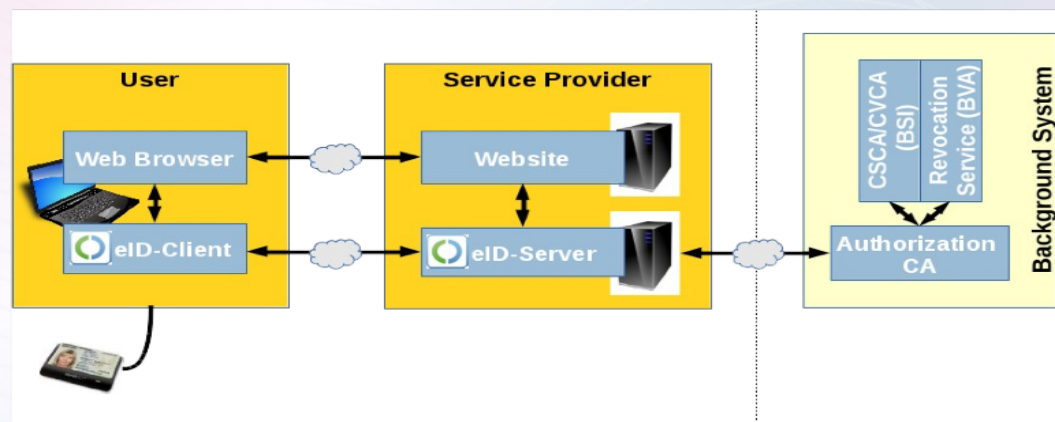 User
Web Browser
eID-Client
Service Provider
Website
eID-Server
CSCA/CVCA
(BSI)
Revocation
Service (BVA)
Authorization
CA
Background System